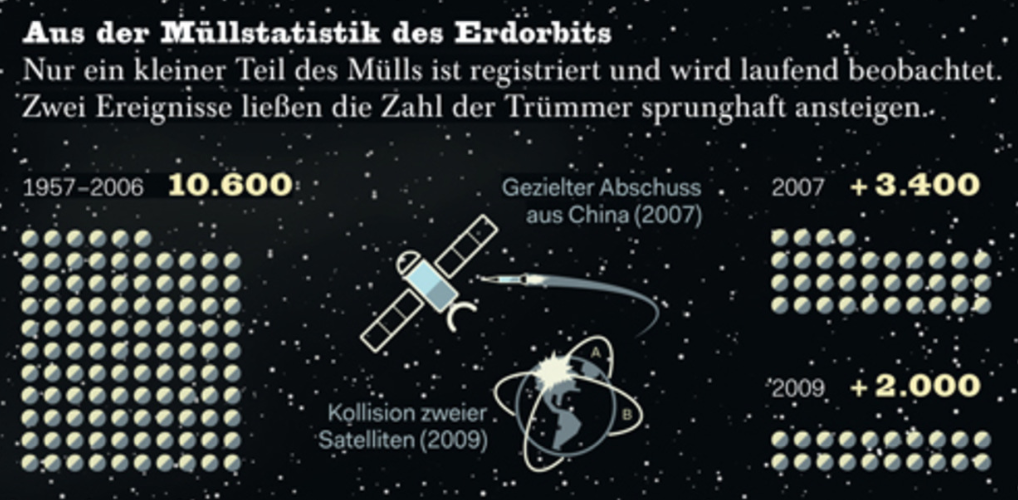 Aus der Müllstatistik des Erdorbits
Nur ein kleiner Teil des Mülls ist registriert und wird laufend beobachtet.
Zwei Ereignisse ließen die Zahl der Trümmer sprunghaft ansteigen.
1957–2006 10.600
Gezielter Abschuss
aus China (2007)
2007 +3.400
A
B
Kollision zweier
Satelliten (2009)
2009 +2.000